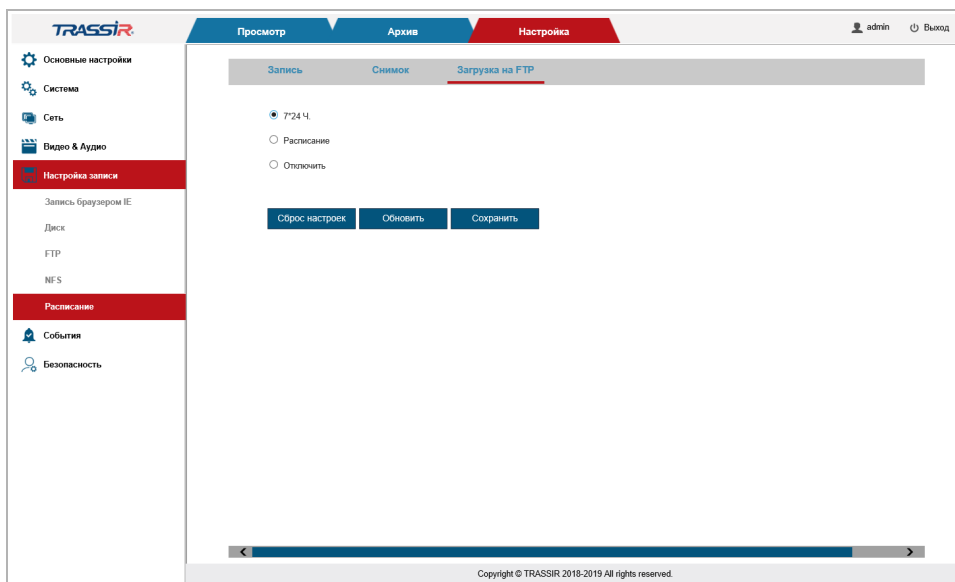 TRASSIR
Просмотр
Архив
Настройка
admin
Выход
Основные настройки
Система
Сеть
Видео & Аудио
Настройка записи
Запись браузером IE
Диск
FTP
NFS
Расписание
События
Безопасность
Запись
Снимок
Загрузка на FTP
7*24 Ч.
Расписание
Отключить
Сброс настроек
Обновить
Сохранить
Copyright © TRASSIR 2018-2019 All rights reserved.